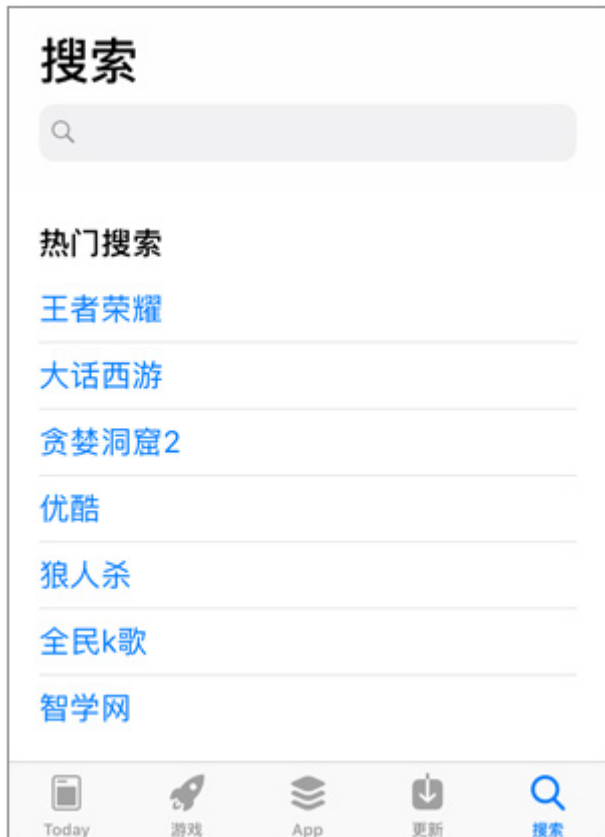 搜索
热门搜索
王者荣耀
大话西游
贪婪洞窟2
优酷
狼人杀
全民k歌
智学网
Today 游戏 App 更新 搜索